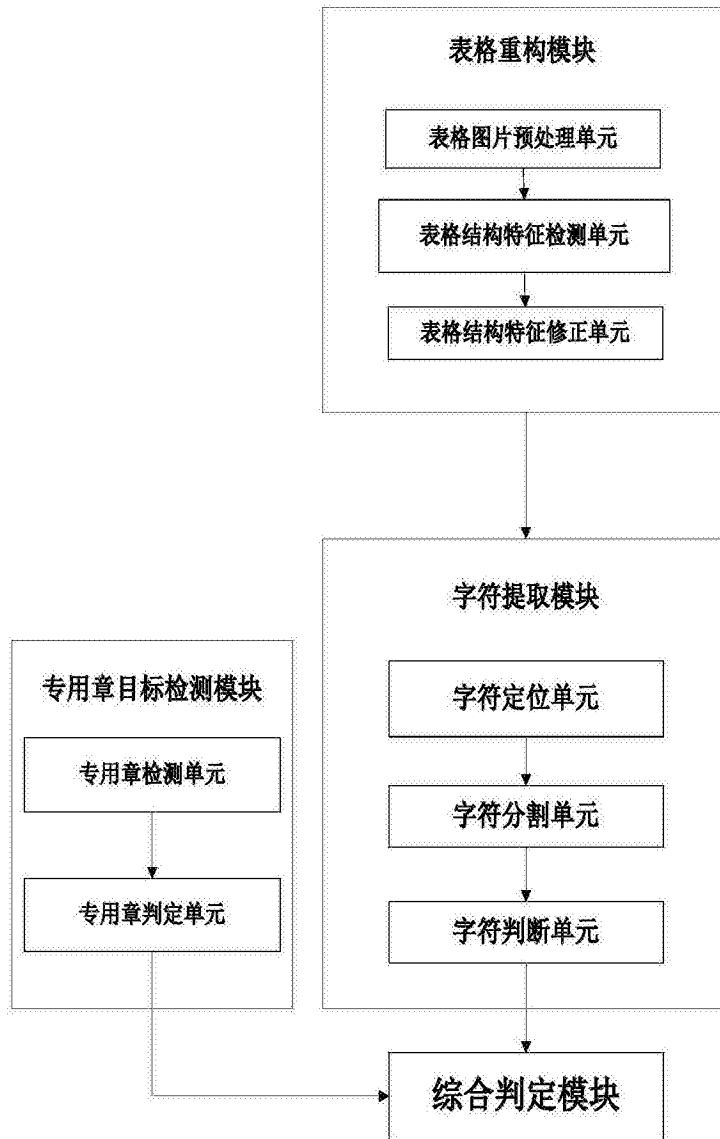 表格重构模块
表格图片预处理单元
表格结构特征检测单元
表格结构特征修正单元
字符提取模块
字符定位单元
字符分割单元
字符判断单元
专用章目标检测模块
专用章检测单元
专用章判定单元
综合判定模块